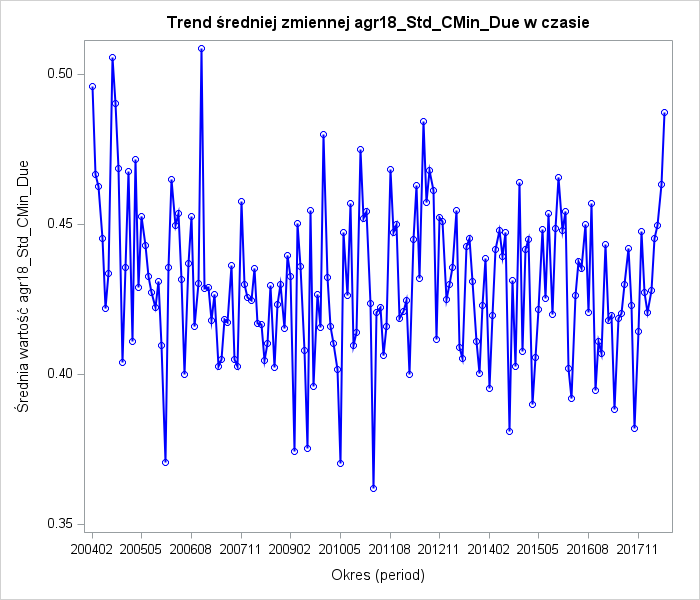 Trend średniej zmiennej agr18_Std_CMin_Due w czasie
Średnia wartość agr18_Std_CMin_Due
0.50
0.45
0.40
0.35
200402 200505 200608 200711 200902 201005 201108 201211 201402 201505 201608 201711
Okres (period)